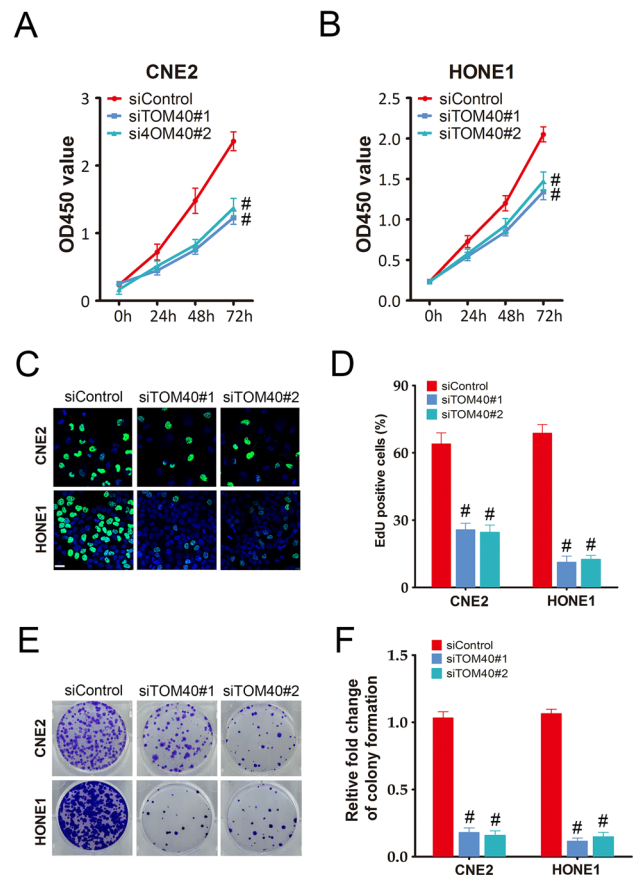 A
CNE2
siControl
siTOM40#1
si4OM40#2
OD450 value
3
2
1
0
#
#
0h 24h 48h 72h
B
HONE1
siControl
siTOM40#1
siTOM40#2
OD450 value
2.5
2.0
1.5
1.0
0.5
0.0
#
#
0h 24h 48h 72h
C
siControl siTOM40#1 siTOM40#2
CNE2
HONE1
D
siControl
siTOM40#1
siTOM40#2
EdU positive cells (%)
90
60
30
0
# # # #
CNE2 HONE1
E
siControl siTOM40#1 siTOM40#2
CNE2
HONE1
F
siControl
siTOM40#1
siTOM40#2
Reltive fold change
of colony formation
1.5
1.0
0.5
0.0
# # # #
CNE2 HONE1